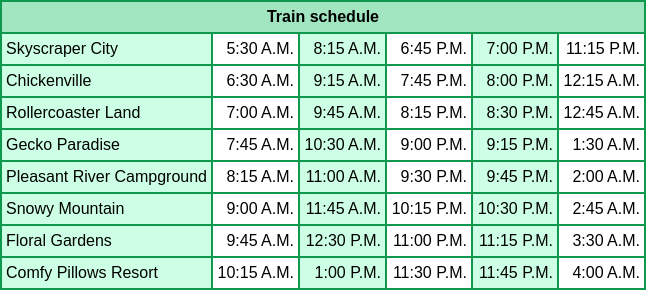 Train schedule
Skyscraper City 5:30 A.M. 8:15 A.M. 6:45 P.M. 7:00 P.M. 11:15 P.M.
Chickenville 6:30 A.M. 9:15 A.M. 7:45 P.M. 8:00 P.M. 12:15 A.M.
Rollercoaster Land 7:00 A.M. 9:45 A.M. 8:15 P.M. 8:30 P.M. 12:45 A.M.
Gecko Paradise 7:45 A.M. 10:30 A.M. 9:00 P.M. 9:15 P.M. 1:30 A.M.
Pleasant River Campground 8:15 A.M. 11:00 A.M. 9:30 P.M. 9:45 P.M. 2:00 A.M.
Snowy Mountain 9:00 A.M. 11:45 A.M. 10:15 P.M. 10:30 P.M. 2:45 A.M.
Floral Gardens 9:45 A.M. 12:30 P.M. 11:00 P.M. 11:15 P.M. 3:30 A.M.
Comfy Pillows Resort 10:15 A.M. 1:00 P.M. 11:30 P.M. 11:45 P.M. 4:00 A.M.